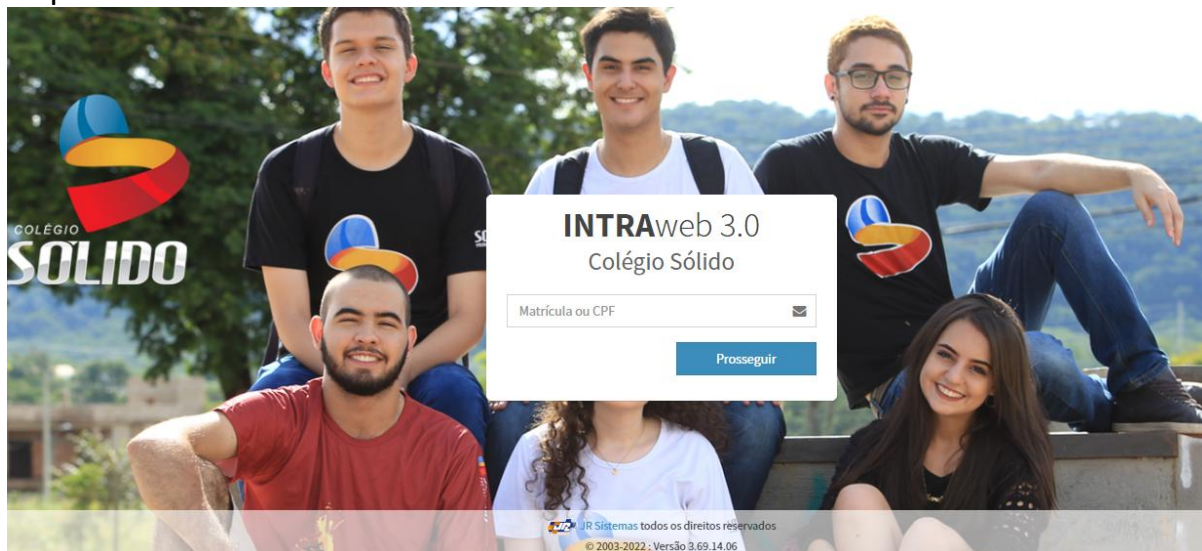 COLÉGIO
SÓLIDO
INTRAweb 3.0
Colégio Sólido
Matrícula ou CPF
Prosseguir
JR Sistemas todos os direitos reservados
© 2003-2022 : Versão 3.69.14.06